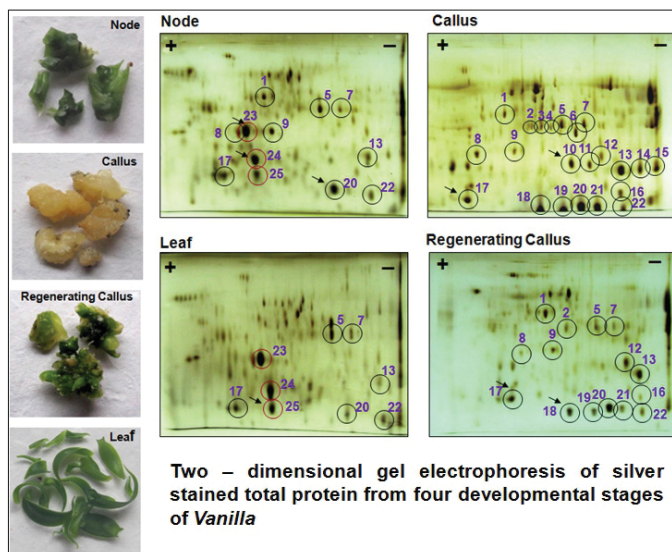 Node
Callus
Regenerating Callus
Leaf
Node
+ −
1 5 7
8 23 9
24 13
17 25
20 22
Callus
+ −
1
2 3 4 5 6 7
8 9 10 11 12
13 14 15
17 16
18 19 20 21 22
Leaf
+ −
5 7
23
24 13
17 25 20 22
Regenerating Callus
+ −
1 2 5 7
8 9 12
13
17 16
18 19 20 21 22
Two – dimensional gel electrophoresis of silver
stained total protein from four developmental stages
of Vanilla